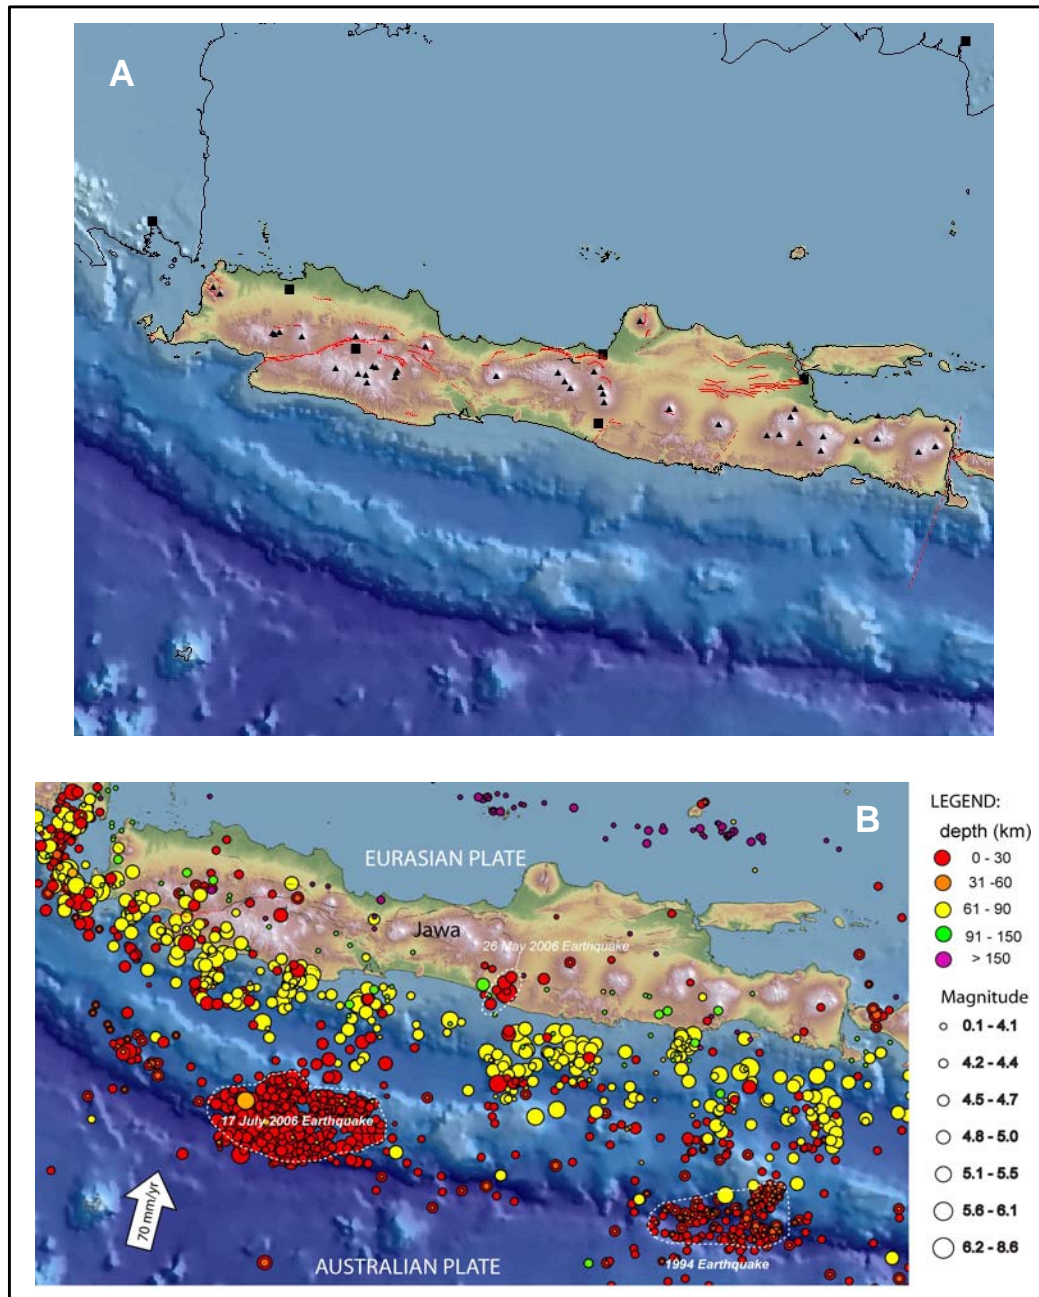 A
B
EURASIAN PLATE
Jawa
26 May 2006 Earthquake
17 July 2006 Earthquake
70 mm/yr
1994 Earthquake
AUSTRALIAN PLATE
LEGEND:
depth (km)
0 - 30
31 -60
61 - 90
91 - 150
> 150
Magnitude
0.1 - 4.1
4.2 - 4.4
4.5 - 4.7
4.8 - 5.0
5.1 - 5.5
5.6 - 6.1
6.2 - 8.6